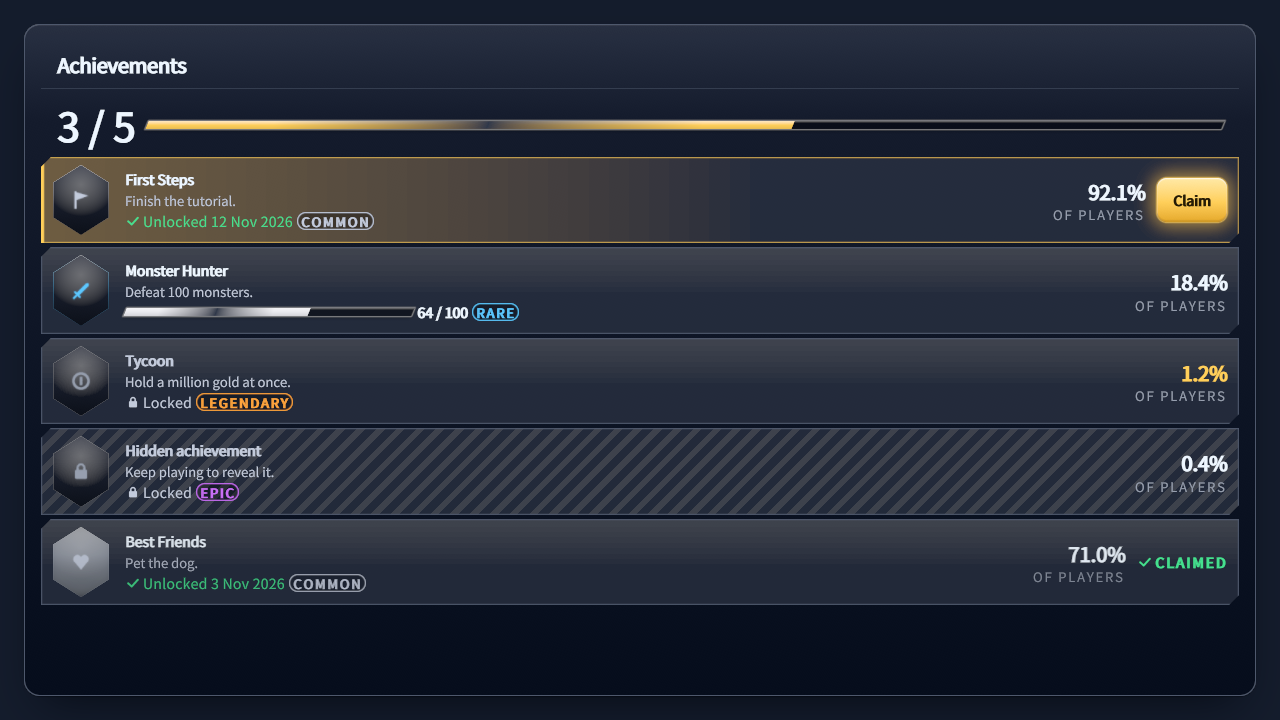 Achievements
3 / 5
First Steps
Finish the tutorial.
Unlocked 12 Nov 2026 COMMON
92.1%
OF PLAYERS
Claim
Monster Hunter
Defeat 100 monsters.
64 / 100 RARE
18.4%
OF PLAYERS
Tycoon
Hold a million gold at once.
Locked LEGENDARY
1.2%
OF PLAYERS
Hidden achievement
Keep playing to reveal it.
Locked EPIC
0.4%
OF PLAYERS
Best Friends
Pet the dog.
Unlocked 3 Nov 2026 COMMON
71.0%
OF PLAYERS
CLAIMED